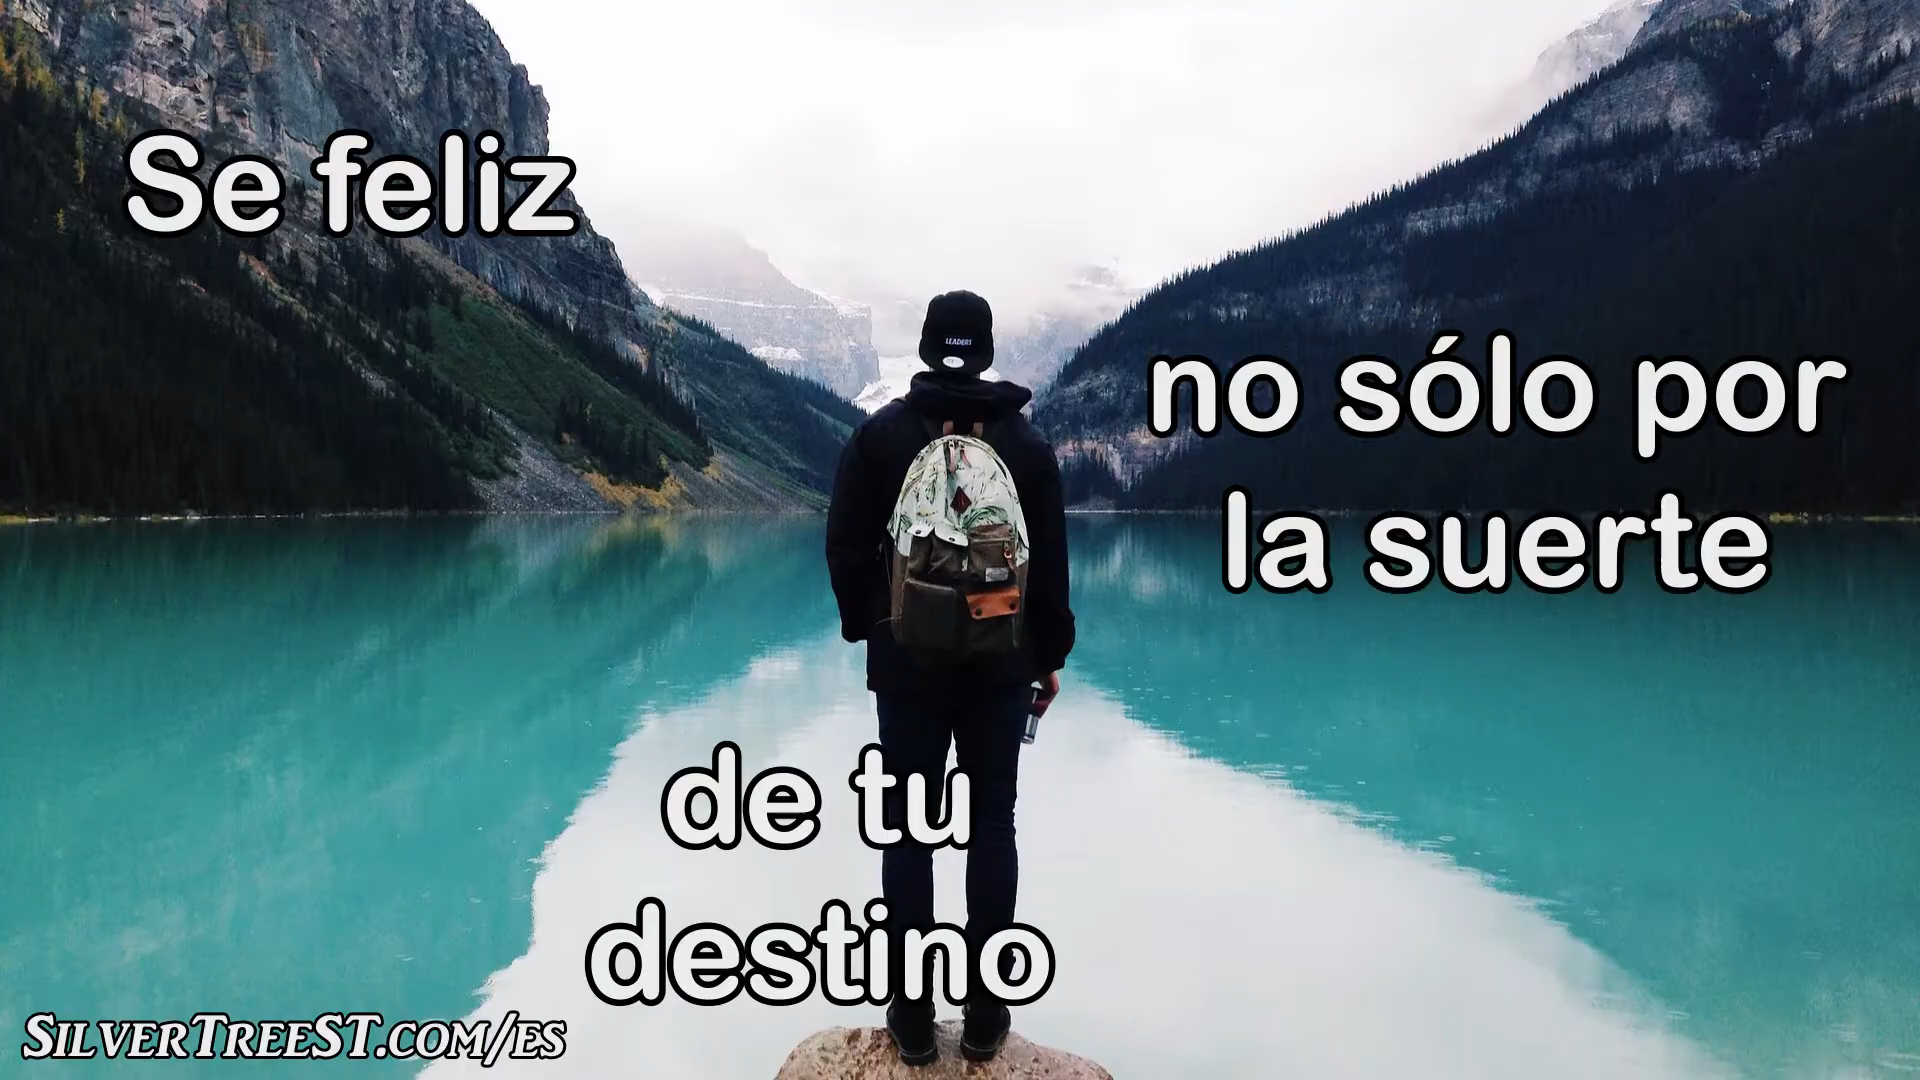 Se feliz
no sólo por
la suerte
de tu
destino
LEADERS
SILVERTREEST.COM/ES